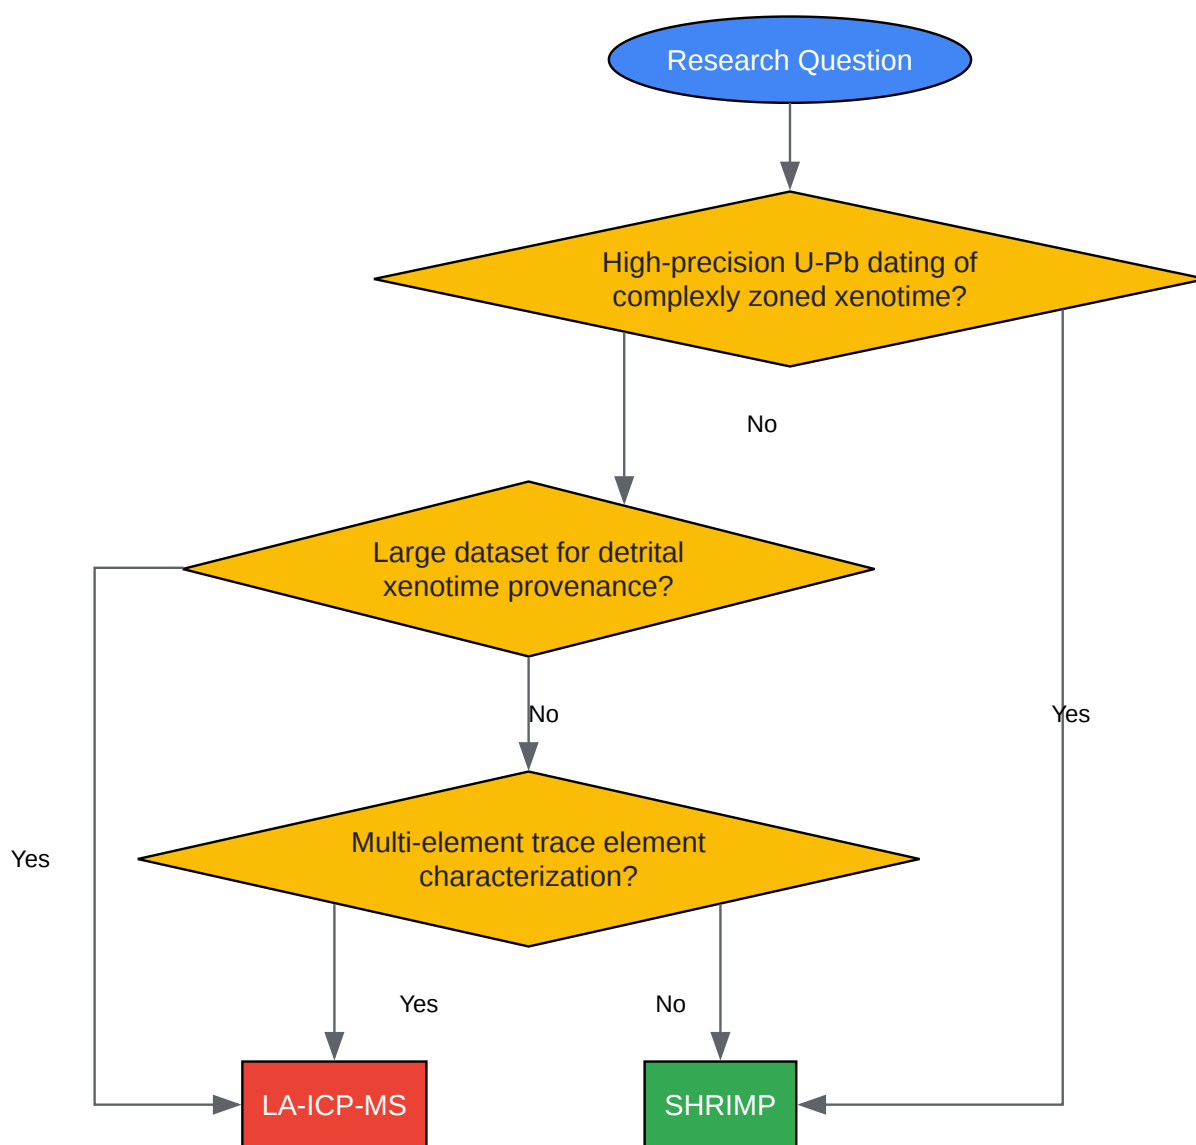 Research Question
High-precision U-Pb dating of
complexly zoned xenotime?
No
Large dataset for detrital
xenotime provenance?
No
Yes
Multi-element trace element
characterization?
Yes
Yes
No
LA-ICP-MS
SHRIMP